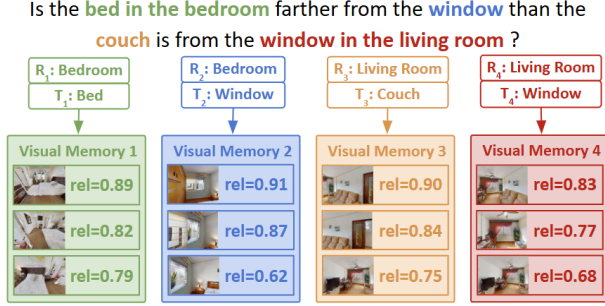 Is the bed in the bedroom farther from the window than the
couch is from the window in the living room ?
R1: Bedroom
T1: Bed
R2: Bedroom
T2: Window
R3: Living Room
T3: Couch
R4: Living Room
T4: Window
Visual Memory 1
rel=0.89
rel=0.82
rel=0.79
Visual Memory 2
rel=0.91
rel=0.87
rel=0.62
Visual Memory 3
rel=0.90
rel=0.84
rel=0.75
Visual Memory 4
rel=0.83
rel=0.77
rel=0.68